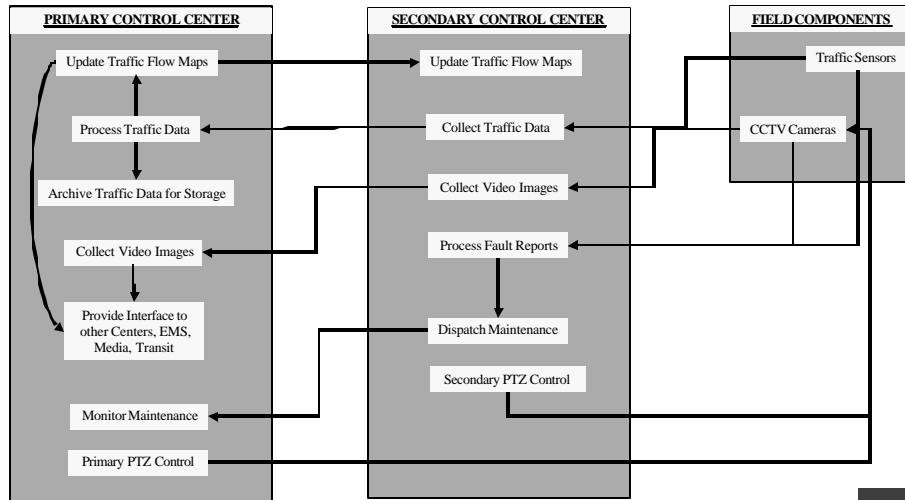 PRIMARY CONTROL CENTER
Update Traffic Flow Maps
Process Traffic Data
Archive Traffic Data for Storage
Collect Video Images
Provide Interface to
other Centers, EMS,
Media, Transit
Monitor Maintenance
Primary PTZ Control
SECONDARY CONTROL CENTER
Update Traffic Flow Maps
Collect Traffic Data
Collect Video Images
Process Fault Reports
Dispatch Maintenance
Secondary PTZ Control
FIELD COMPONENTS
Traffic Sensors
CCTV Cameras